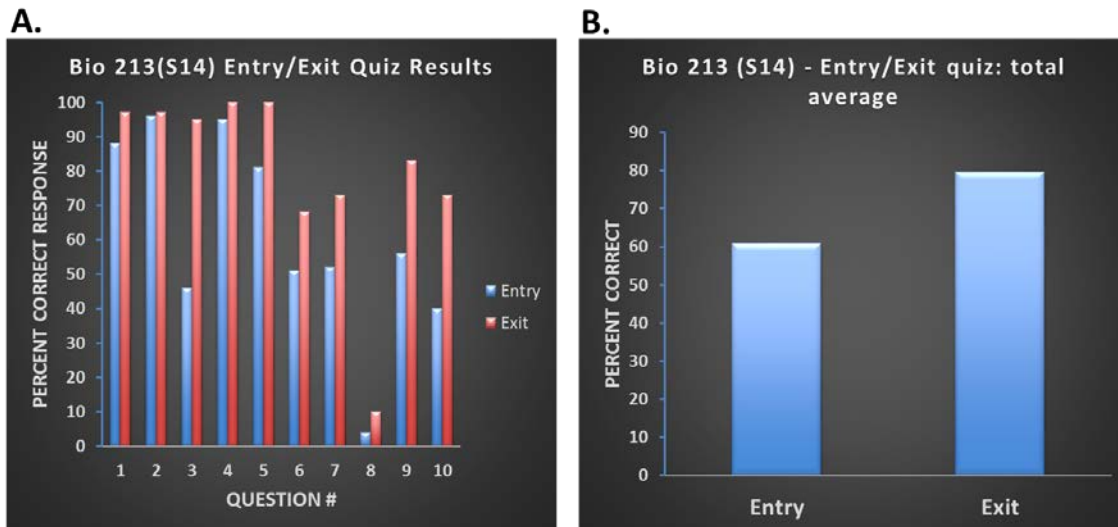 A.
Bio 213(S14) Entry/Exit Quiz Results
PERCENT CORRECT RESPONSE
100
90
80
70
60
50
40
30
20
10
0
1 2 3 4 5 6 7 8 9 10
QUESTION #
Entry
Exit
B.
Bio 213 (S14) - Entry/Exit quiz: total
average
PERCENT CORRECT
90
80
70
60
50
40
30
20
10
0
Entry Exit